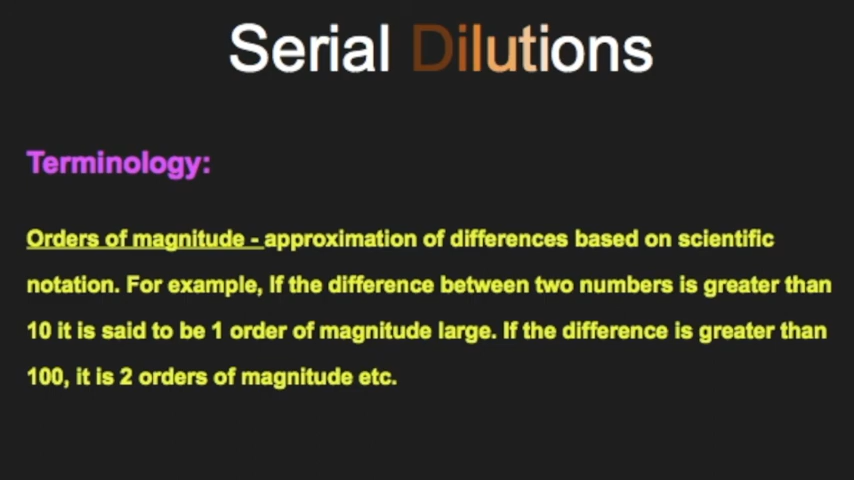 Serial Dilutions
Terminology:
Orders of magnitude - approximation of differences based on scientific
notation. For example, If the difference between two numbers is greater than
10 it is said to be 1 order of magnitude large. If the difference is greater than
100, it is 2 orders of magnitude etc.